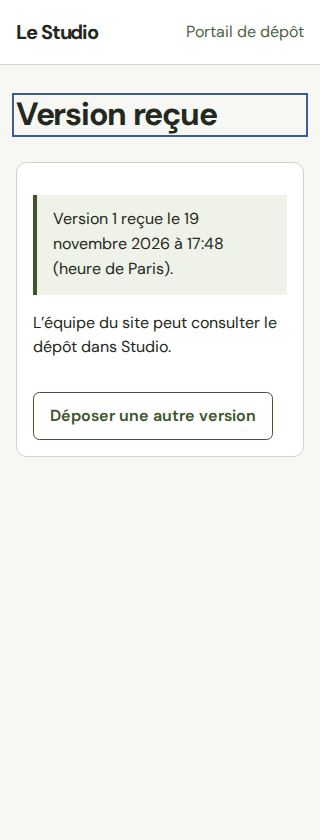 Le Studio
Portail de dépôt
Version reçue
Version 1 reçue le 19
novembre 2026 à 17:48
(heure de Paris).
L’équipe du site peut consulter le
dépôt dans Studio.
Déposer une autre version